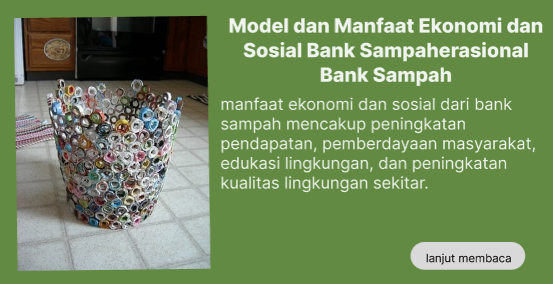 Model dan Manfaat Ekonomi dan
Sosial Bank Sampaherasional
Bank Sampah
manfaat ekonomi dan sosial dari bank
sampah mencakup peningkatan
pendapatan, pemberdayaan masyarakat,
edukasi lingkungan, dan peningkatan
kualitas lingkungan sekitar.
lanjut membaca